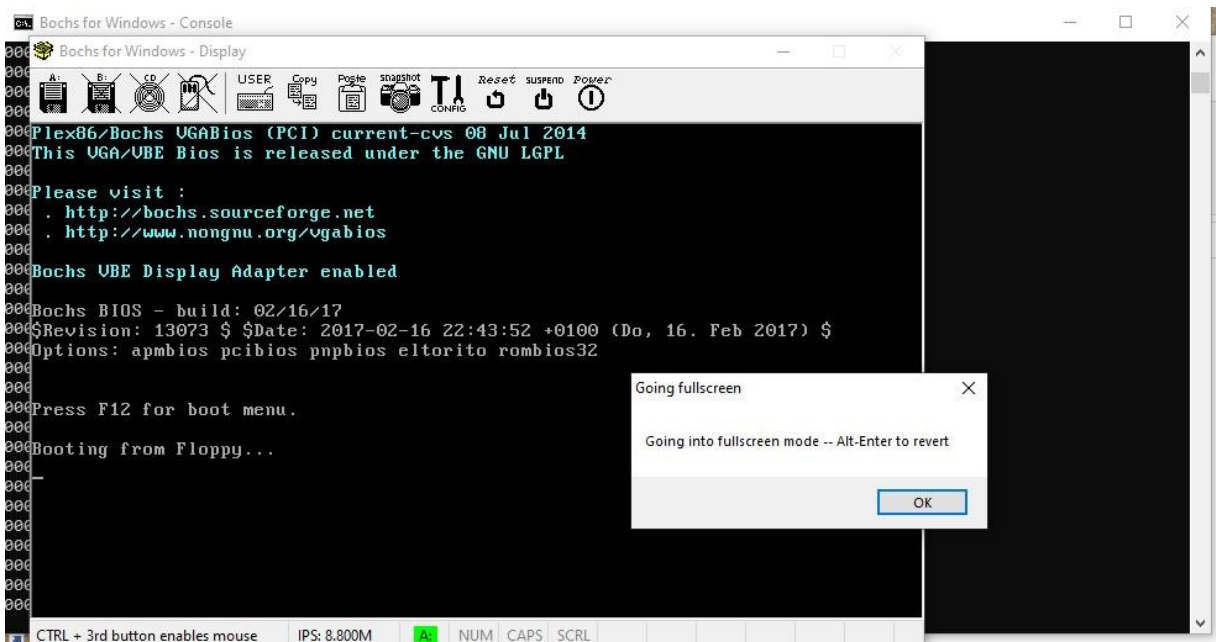 Bochs for Windows - Console
Bochs for Windows - Display
A: B: CD USER Copy Paste snapshot CONFIG Reset SUSPEND Power
Plex86/Bochs VGABios (PCI) current-cvs 08 Jul 2014
This VGA/VBE Bios is released under the GNU LGPL
Please visit :
. http://bochs.sourceforge.net
. http://www.nongnu.org/vgabios
Bochs VBE Display Adapter enabled
Bochs BIOS - build: 02/16/17
$Revision: 13073 $ $Date: 2017-02-16 22:43:52 +0100 (Do, 16. Feb 2017) $
Options: apmbios pcibios pnpbios eltorito rombios32
Press F12 for boot menu.
Booting from Floppy...
Going fullscreen
Going into fullscreen mode -- Alt-Enter to revert
OK
CTRL + 3rd button enables mouse IPS: 8.800M A: NUM CAPS SCRL